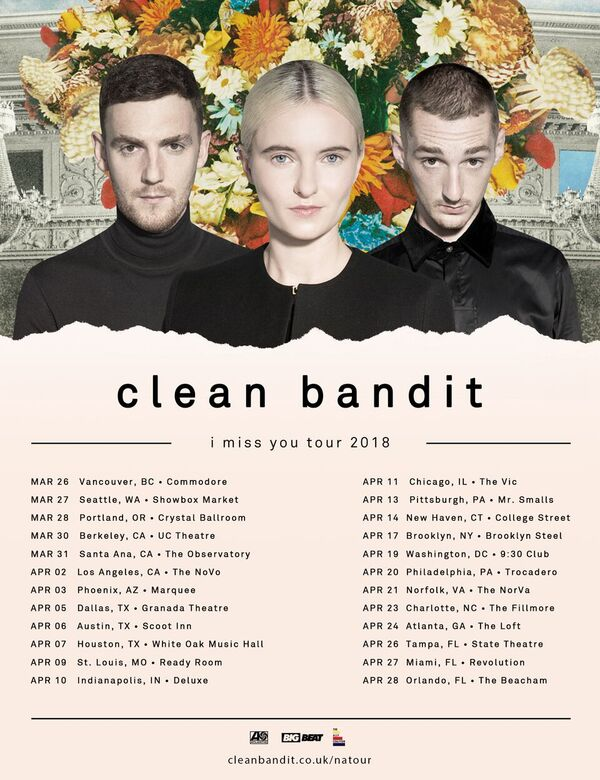 clean bandit
i miss you tour 2018
MAR 26 Vancouver, BC • Commodore
MAR 27 Seattle, WA • Showbox Market
MAR 28 Portland, OR • Crystal Ballroom
MAR 30 Berkeley, CA • UC Theatre
MAR 31 Santa Ana, CA • The Observatory
APR 02 Los Angeles, CA • The NoVo
APR 03 Phoenix, AZ • Marquee
APR 05 Dallas, TX • Granada Theatre
APR 06 Austin, TX • Scoot Inn
APR 07 Houston, TX • White Oak Music Hall
APR 09 St. Louis, MO • Ready Room
APR 10 Indianapolis, IN • Deluxe
APR 11 Chicago, IL • The Vic
APR 13 Pittsburgh, PA • Mr. Smalls
APR 14 New Haven, CT • College Street
APR 17 Brooklyn, NY • Brooklyn Steel
APR 19 Washington, DC • 9:30 Club
APR 20 Philadelphia, PA • Trocadero
APR 21 Norfolk, VA • The NorVa
APR 23 Charlotte, NC • The Fillmore
APR 24 Atlanta, GA • The Loft
APR 26 Tampa, FL • State Theatre
APR 27 Miami, FL • Revolution
APR 28 Orlando, FL • The Beacham
BIG BEAT
cleanbandit.co.uk/natour